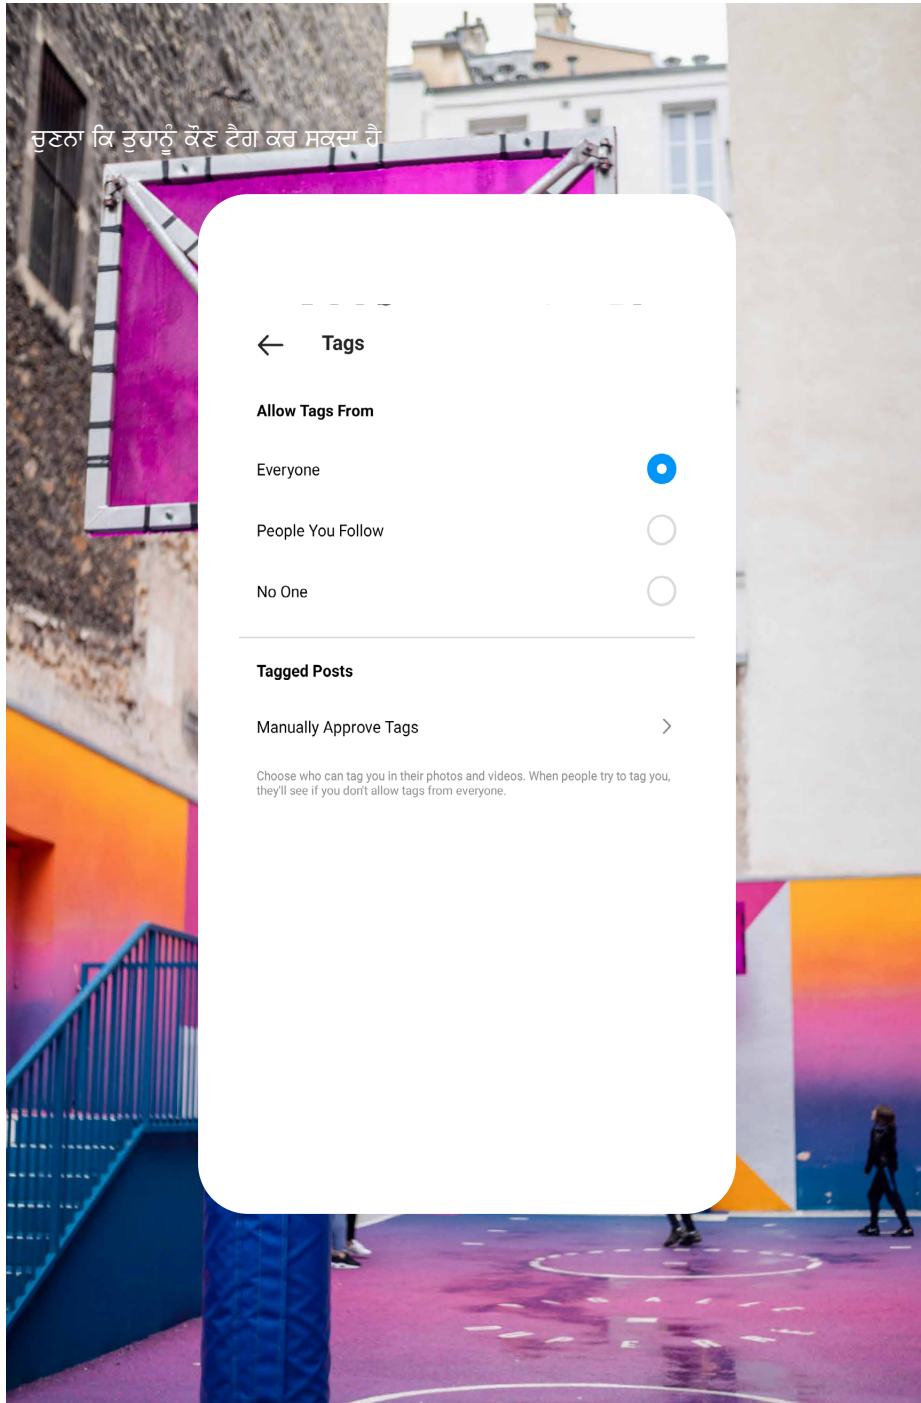 ਚੁਣਨਾ ਕਿ ਤੁਹਾਨੂੰ ਕੌਣ ਟੈਗ ਕਰ ਸਕਦਾ ਹੈ
Tags
Allow Tags From
Everyone
People You Follow
No One
Tagged Posts
Manually Approve Tags
Choose who can tag you in their photos and videos. When people try to tag you,
they'll see if you don't allow tags from everyone.